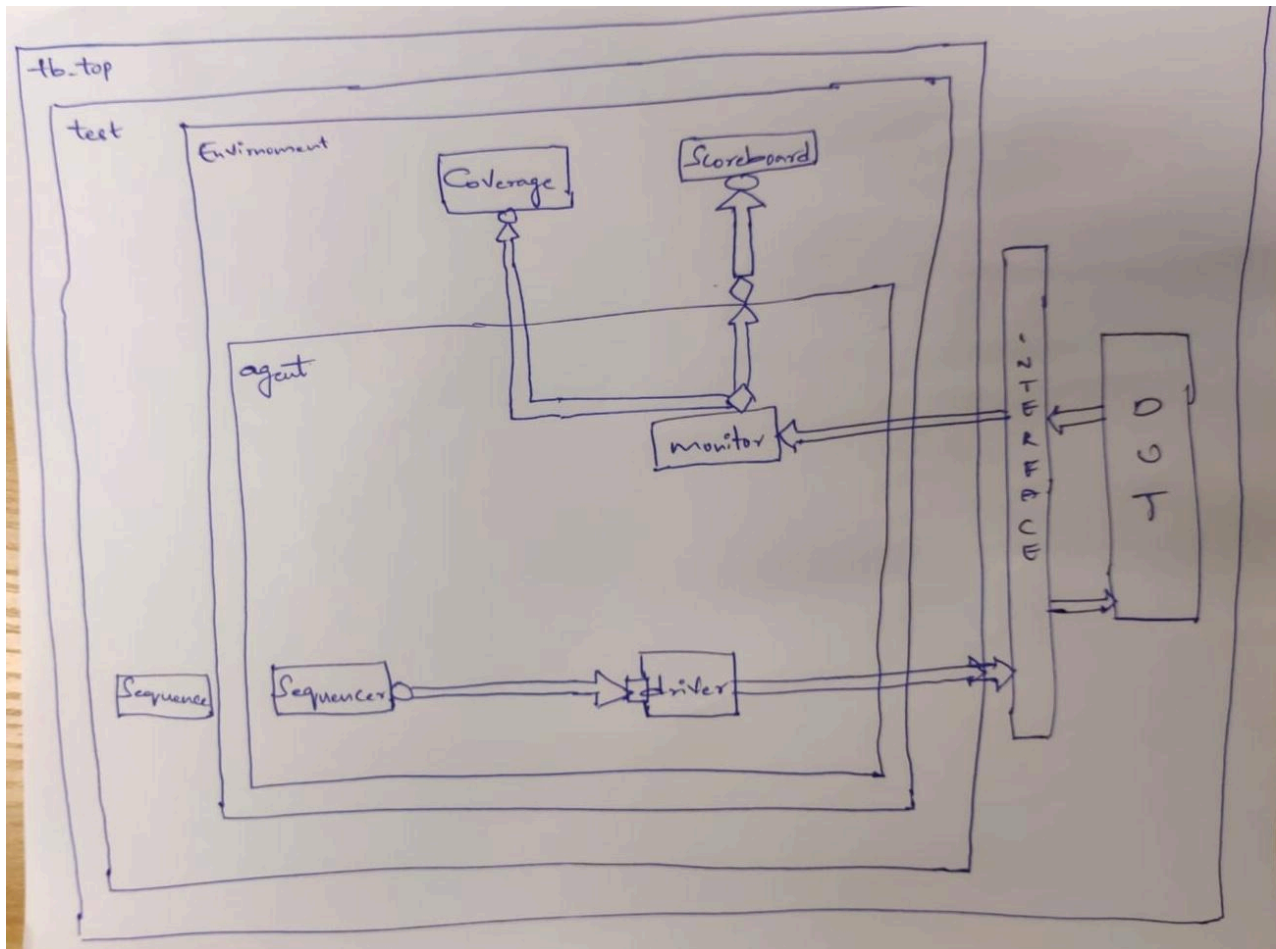 tb_top
test
Environment
Coverage
Scoreboard
agent
monitor
INTERFACE
DUT
Sequence
Sequencer
driver